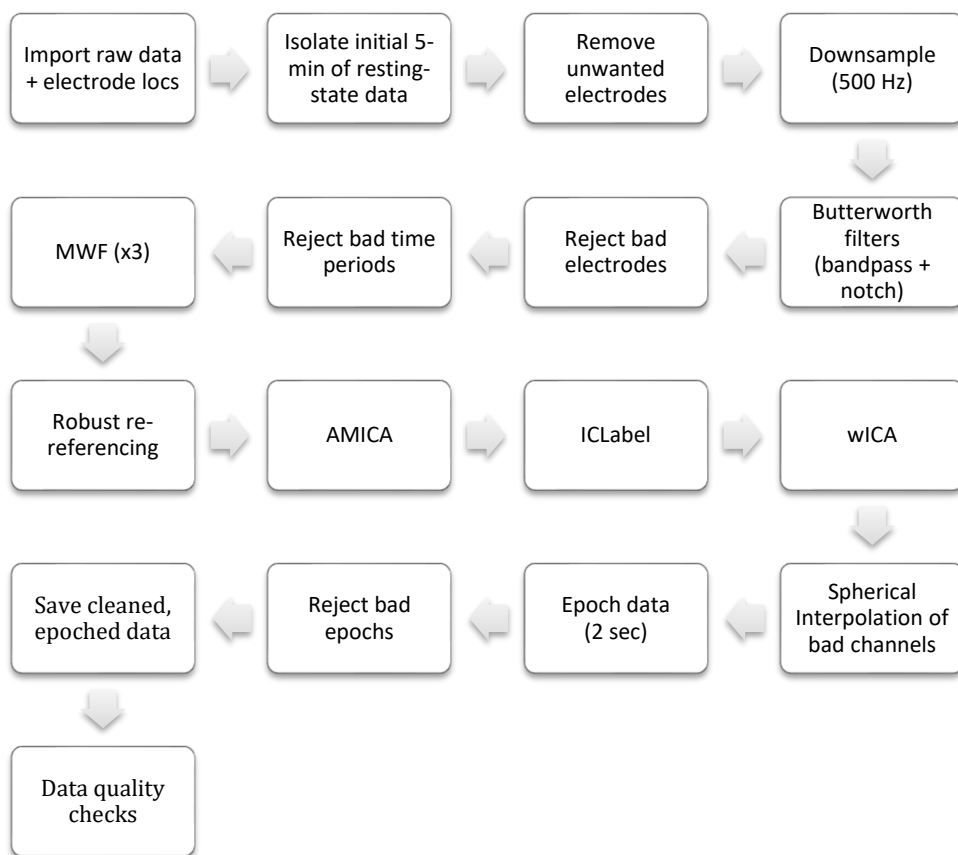 Import raw data
+ electrode locs
Isolate initial 5-
min of resting-
state data
Remove
unwanted
electrodes
Downsample
(500 Hz)
Butterworth
filters
(bandpass +
notch)
Reject bad
electrodes
Reject bad time
periods
MWF (x3)
Robust re-
referencing
AMICA
ICLabel
wICA
Spherical
Interpolation of
bad channels
Epoch data
(2 sec)
Reject bad
epochs
Save cleaned,
epoched data
Data quality
checks